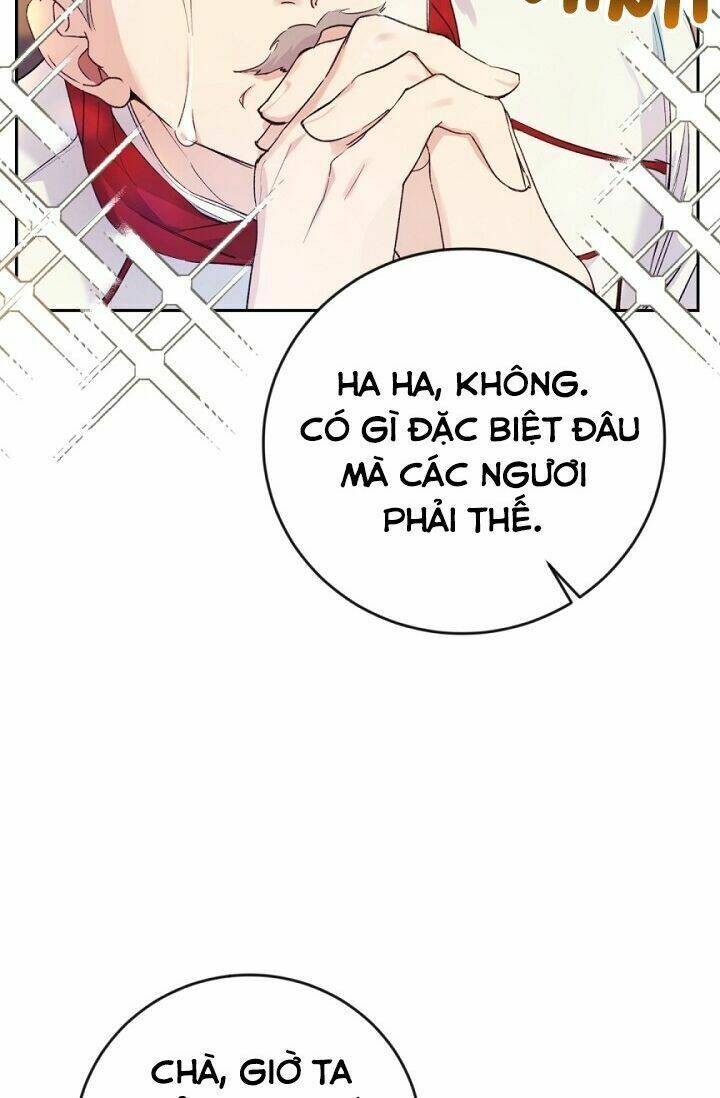 HA HA, KHÔNG.
CÓ GÌ ĐẶC BIỆT ĐÂU
MÀ CÁC NGƯƠI
PHẢI THẾ.
CHÀ, GIỜ TA